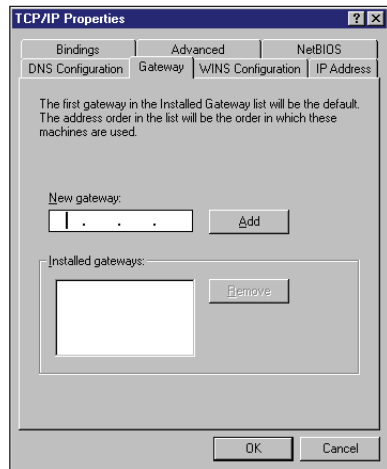 TCP/IP Properties
Bindings Advanced NetBIOS
DNS Configuration Gateway WINS Configuration IP Address
The first gateway in the Installed Gateway list will be the default.
The address order in the list will be the order in which these
machines are used.
New gateway:
. . .
Add
Installed gateways:
Remove
OK Cancel